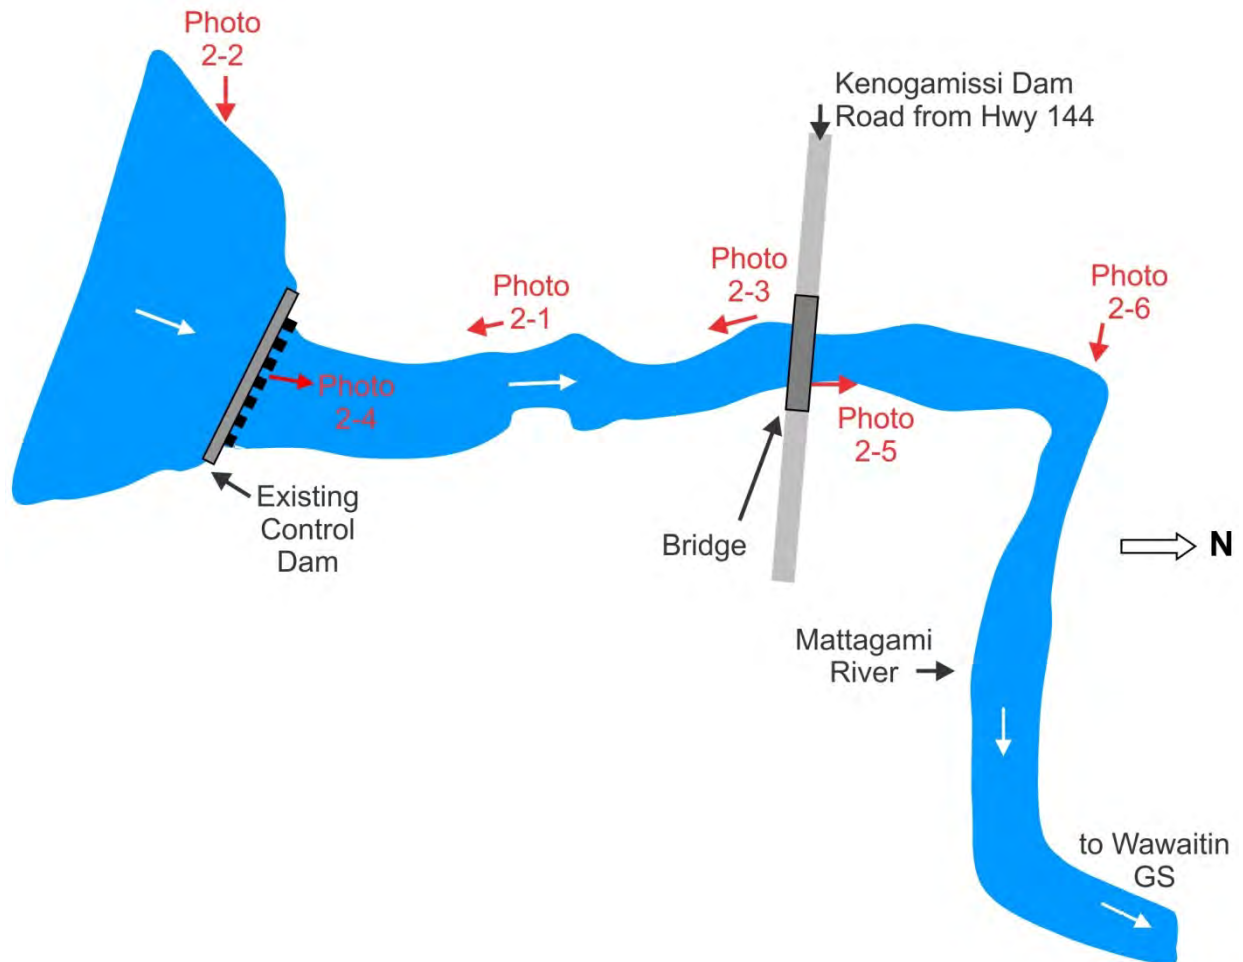 Photo
2-2
Kenogamissi Dam
Road from Hwy 144
Photo
2-1
Photo
2-3
Photo
2-6
Photo
2-4
Photo
2-5
Existing
Control
Dam
Bridge
N
Mattagami
River
to Wawaitin
GS